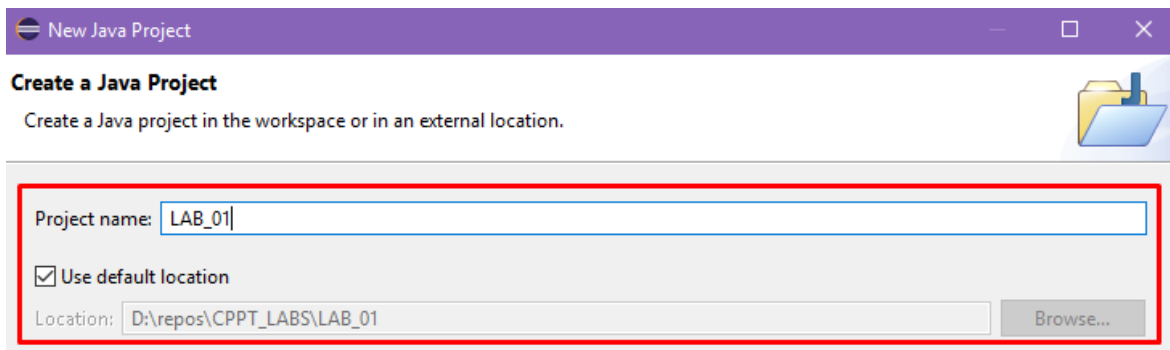 New Java Project
Create a Java Project
Create a Java project in the workspace or in an external location.
Project name: LAB_01
Use default location
Location: D:\repos\CPPT_LABS\LAB_01 Browse...